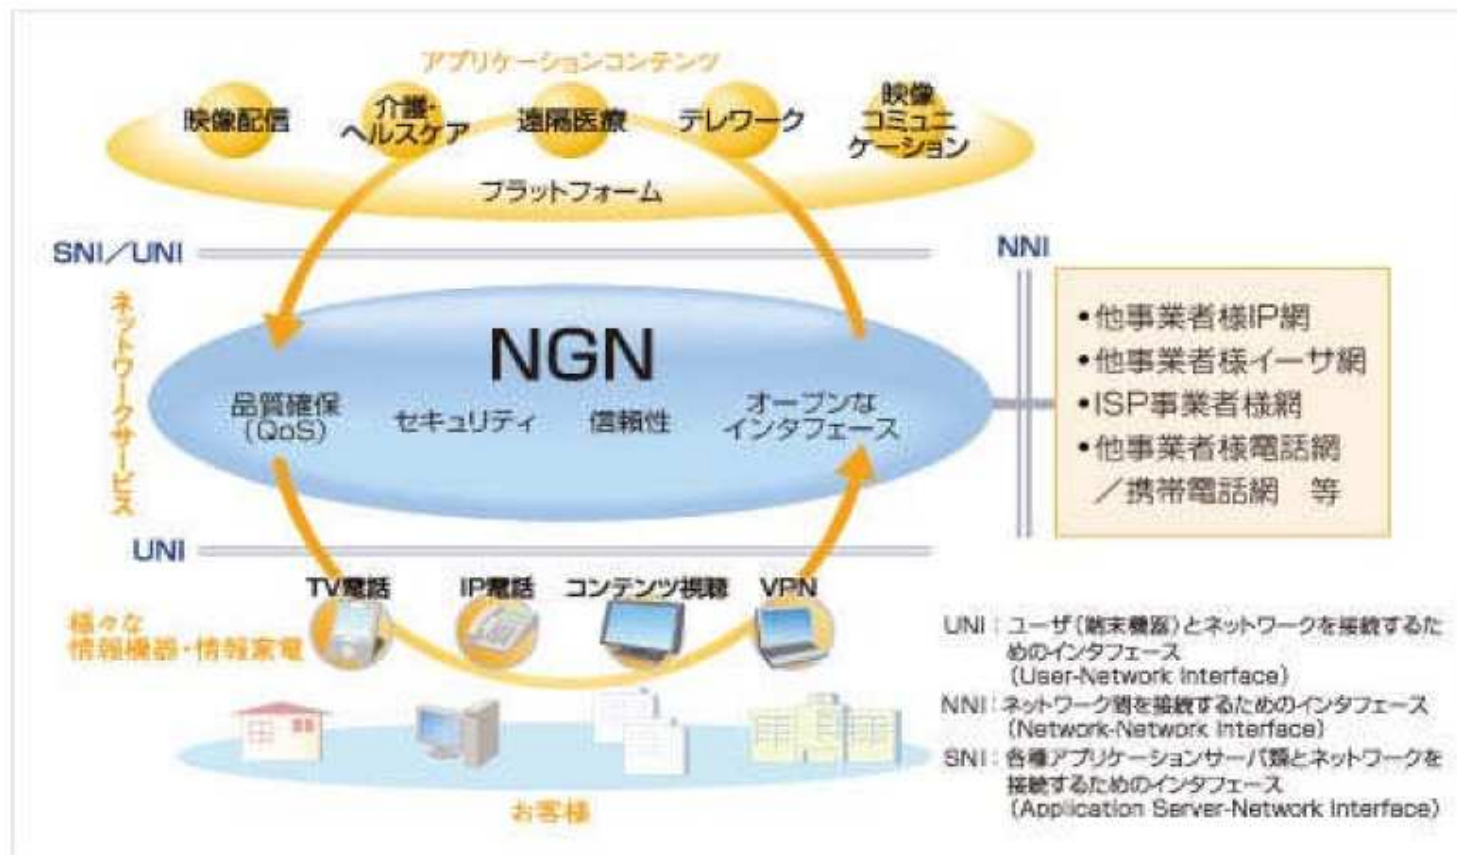 アプリケーションコンテンツ
映像配信
介護・
ヘルスケア
遠隔医療
テレワーク
映像
コミュニ
ケーション
プラットフォーム
SNI／UNI
NNI
ネットワークサービス
NGN
品質確保
(QoS)
セキュリティ
信頼性
オープンな
インタフェース
•他事業者様IP網
•他事業者様イーサ網
•ISP事業者様網
•他事業者様電話網
／携帯電話網　等
UNI
TV電話
IP電話
コンテンツ視聴
VPN
様々な
情報機器・情報家電
お客様
UNI：ユーザ(端末機器)とネットワークを接続するた
めのインタフェース
(User-Network Interface)
NNI：ネットワーク間を接続するためのインタフェース
(Network-Network Interface)
SNI：各種アプリケーションサーバ類とネットワークを
接続するためのインタフェース
(Application Server-Network Interface)